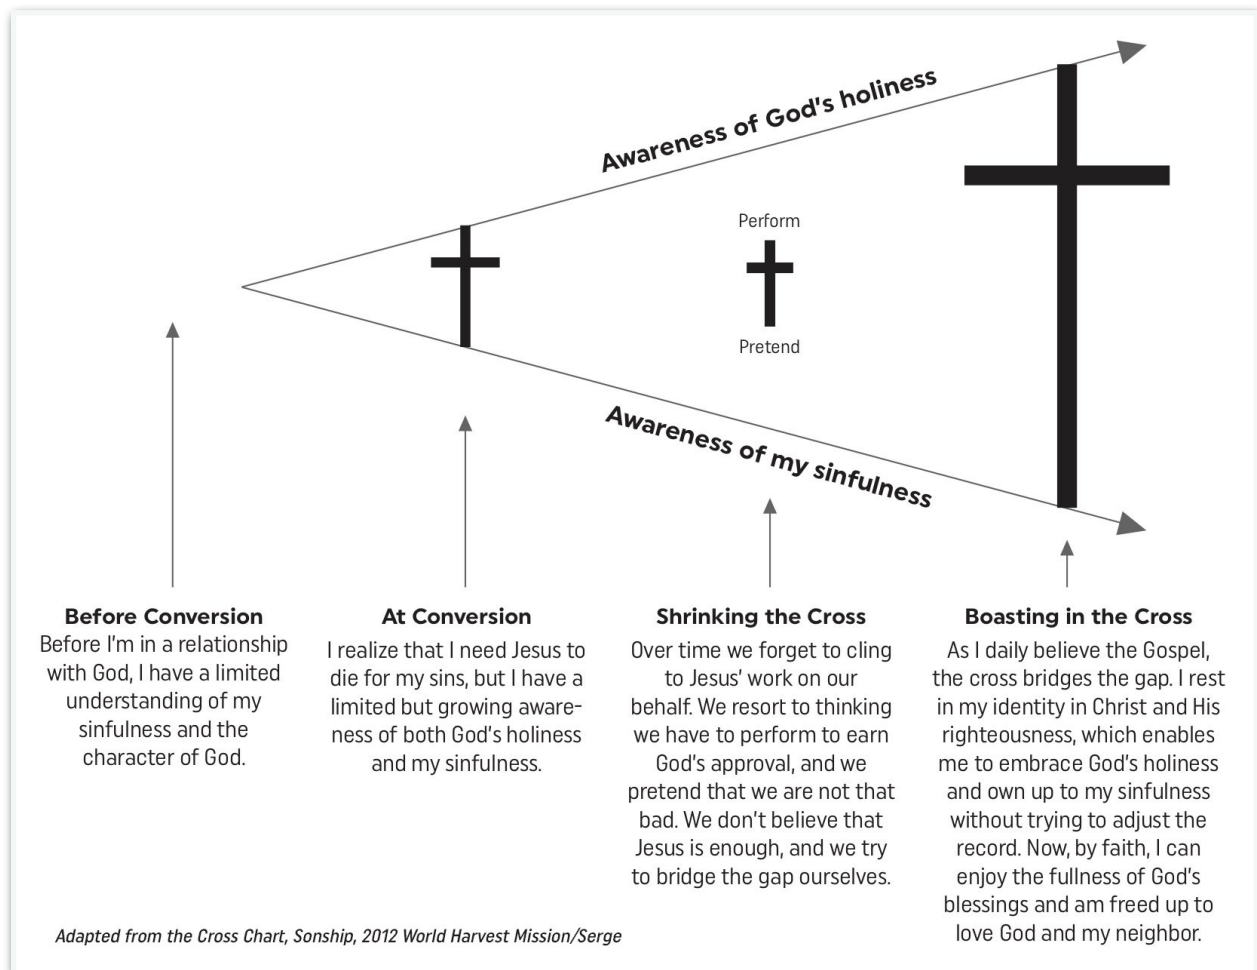 Awareness of God's holiness
Perform
Pretend
Awareness of my sinfulness
Before Conversion
Before I'm in a relationship
with God, I have a limited
understanding of my
sinfulness and the
character of God.
At Conversion
I realize that I need Jesus to
die for my sins, but I have a
limited but growing aware-
ness of both God's holiness
and my sinfulness.
Shrinking the Cross
Over time we forget to cling
to Jesus' work on our
behalf. We resort to thinking
we have to perform to earn
God's approval, and we
pretend that we are not that
bad. We don't believe that
Jesus is enough, and we try
to bridge the gap ourselves.
Boasting in the Cross
As I daily believe the Gospel,
the cross bridges the gap. I rest
in my identity in Christ and His
righteousness, which enables
me to embrace God's holiness
and own up to my sinfulness
without trying to adjust the
record. Now, by faith, I can
enjoy the fullness of God's
blessings and am freed up to
love God and my neighbor.
Adapted from the Cross Chart, Sonship, 2012 World Harvest Mission/Serge